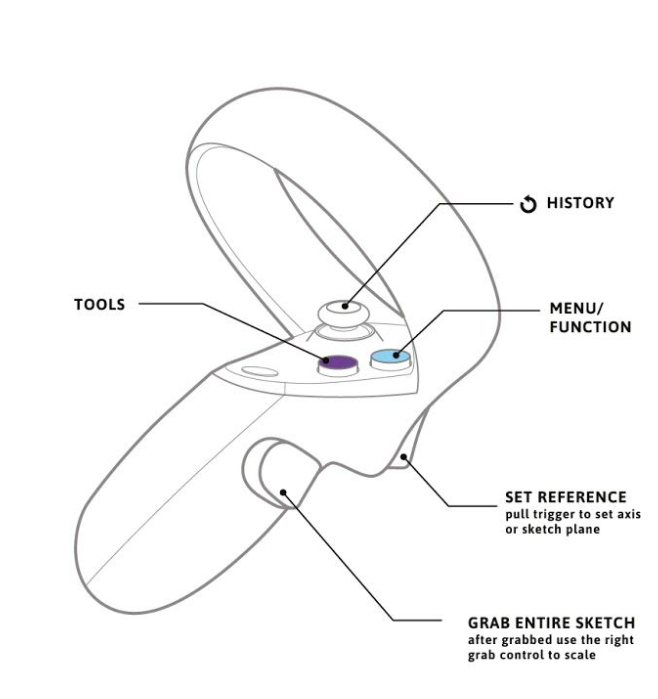 HISTORY
TOOLS
MENU/
FUNCTION
SET REFERENCE
pull trigger to set axis
or sketch plane
GRAB ENTIRE SKETCH
after grabbed use the right
grab control to scale